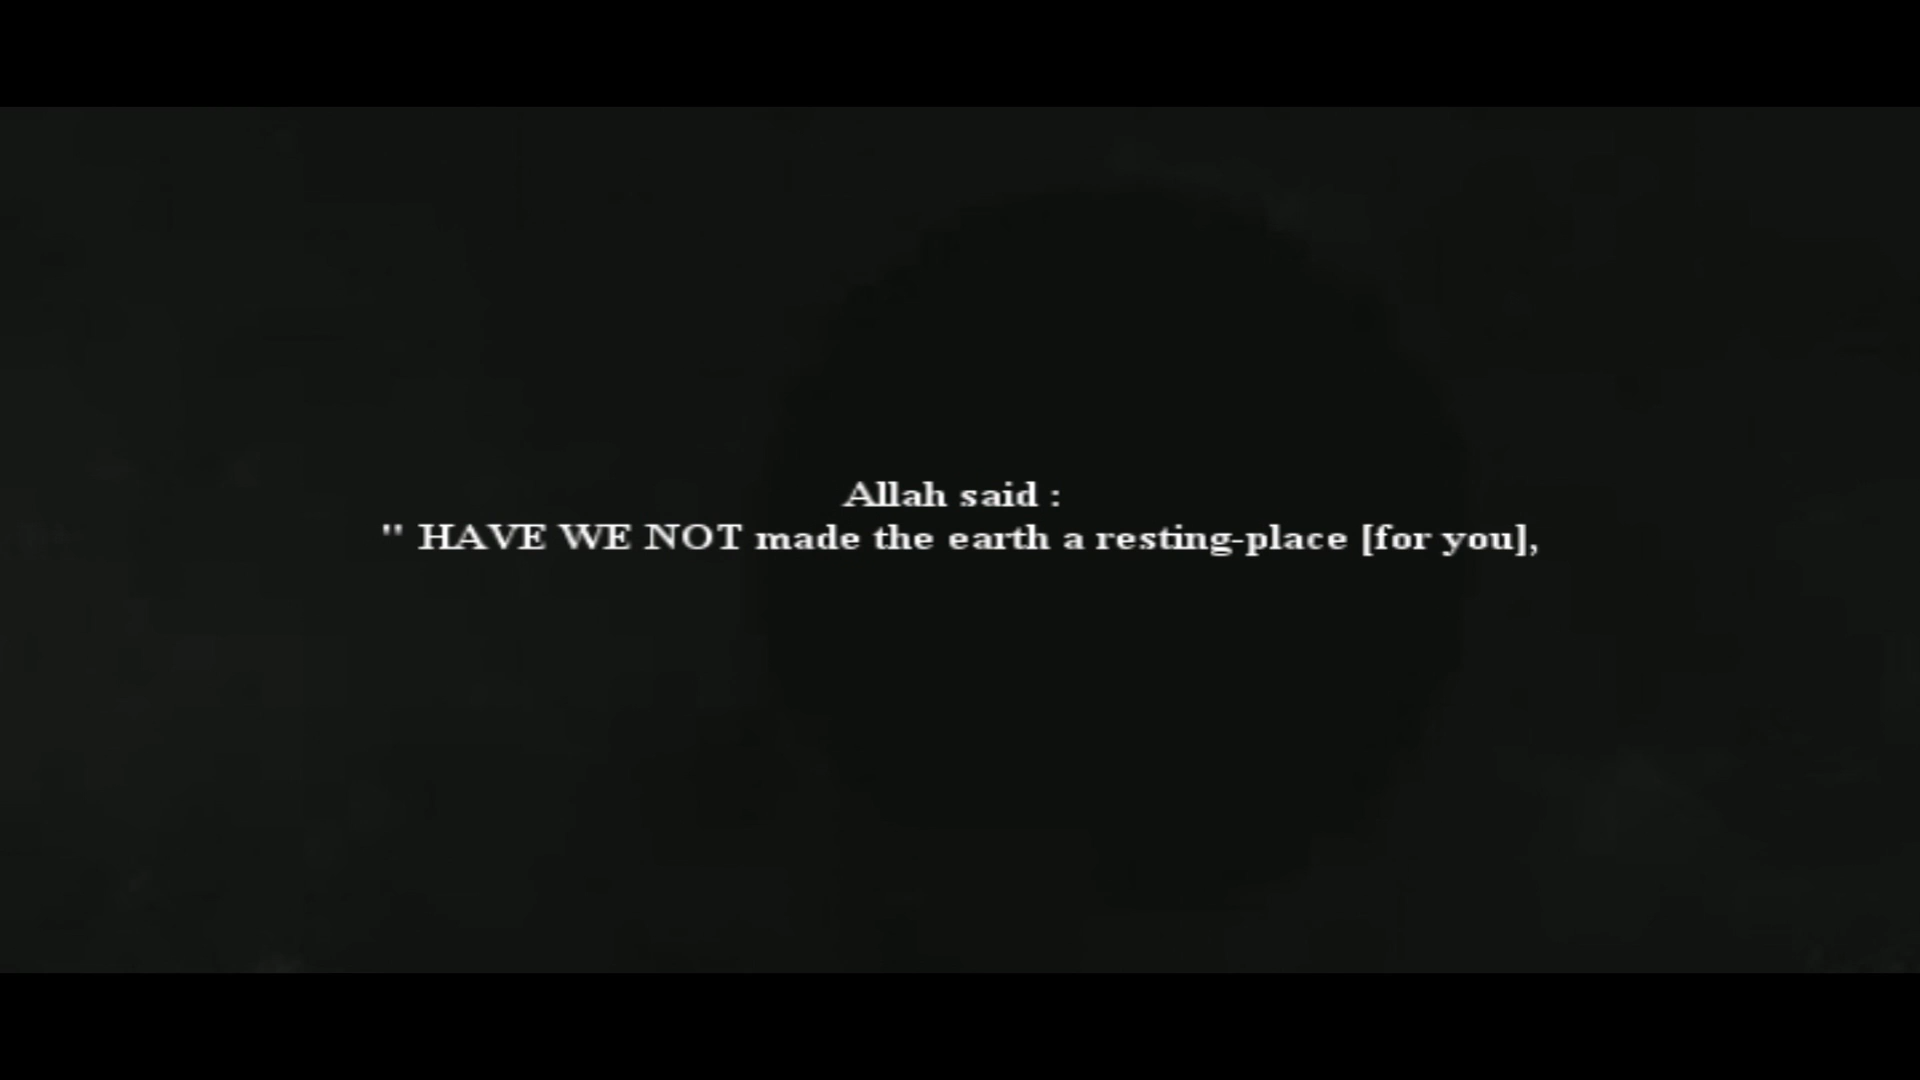 Allah said :
" HAVE WE NOT made the earth a resting-place [for you],